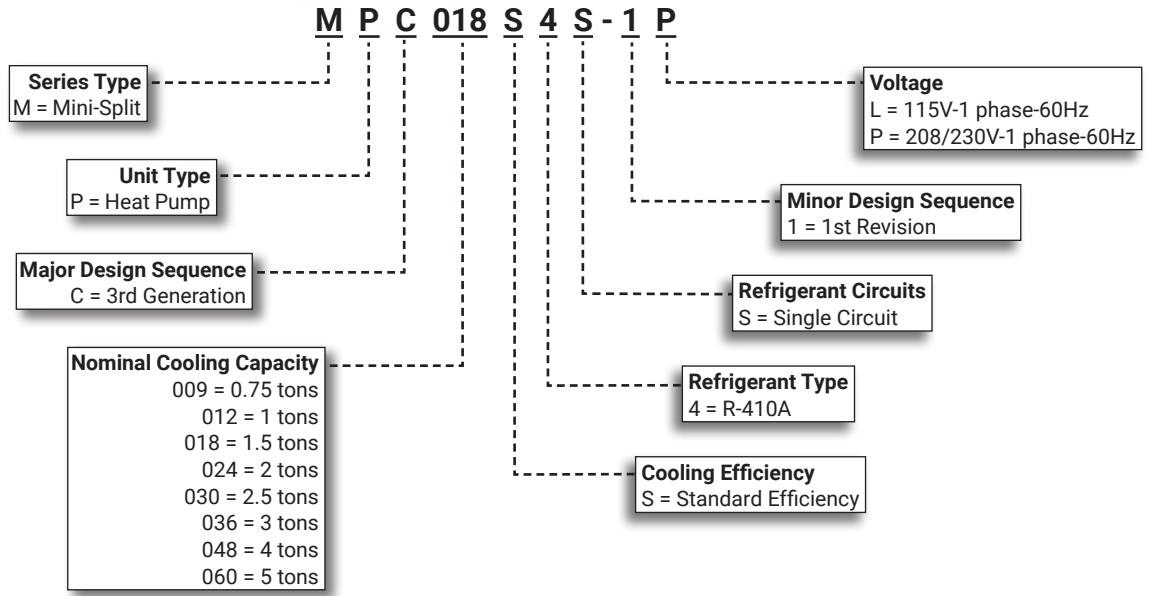 M P C 018 S 4 S - 1 P
Series Type
M = Mini-Split
Unit Type
P = Heat Pump
Major Design Sequence
C = 3rd Generation
Nominal Cooling Capacity
009 = 0.75 tons
012 = 1 tons
018 = 1.5 tons
024 = 2 tons
030 = 2.5 tons
036 = 3 tons
048 = 4 tons
060 = 5 tons
Voltage
L = 115V-1 phase-60Hz
P = 208/230V-1 phase-60Hz
Minor Design Sequence
1 = 1st Revision
Refrigerant Circuits
S = Single Circuit
Refrigerant Type
4 = R-410A
Cooling Efficiency
S = Standard Efficiency